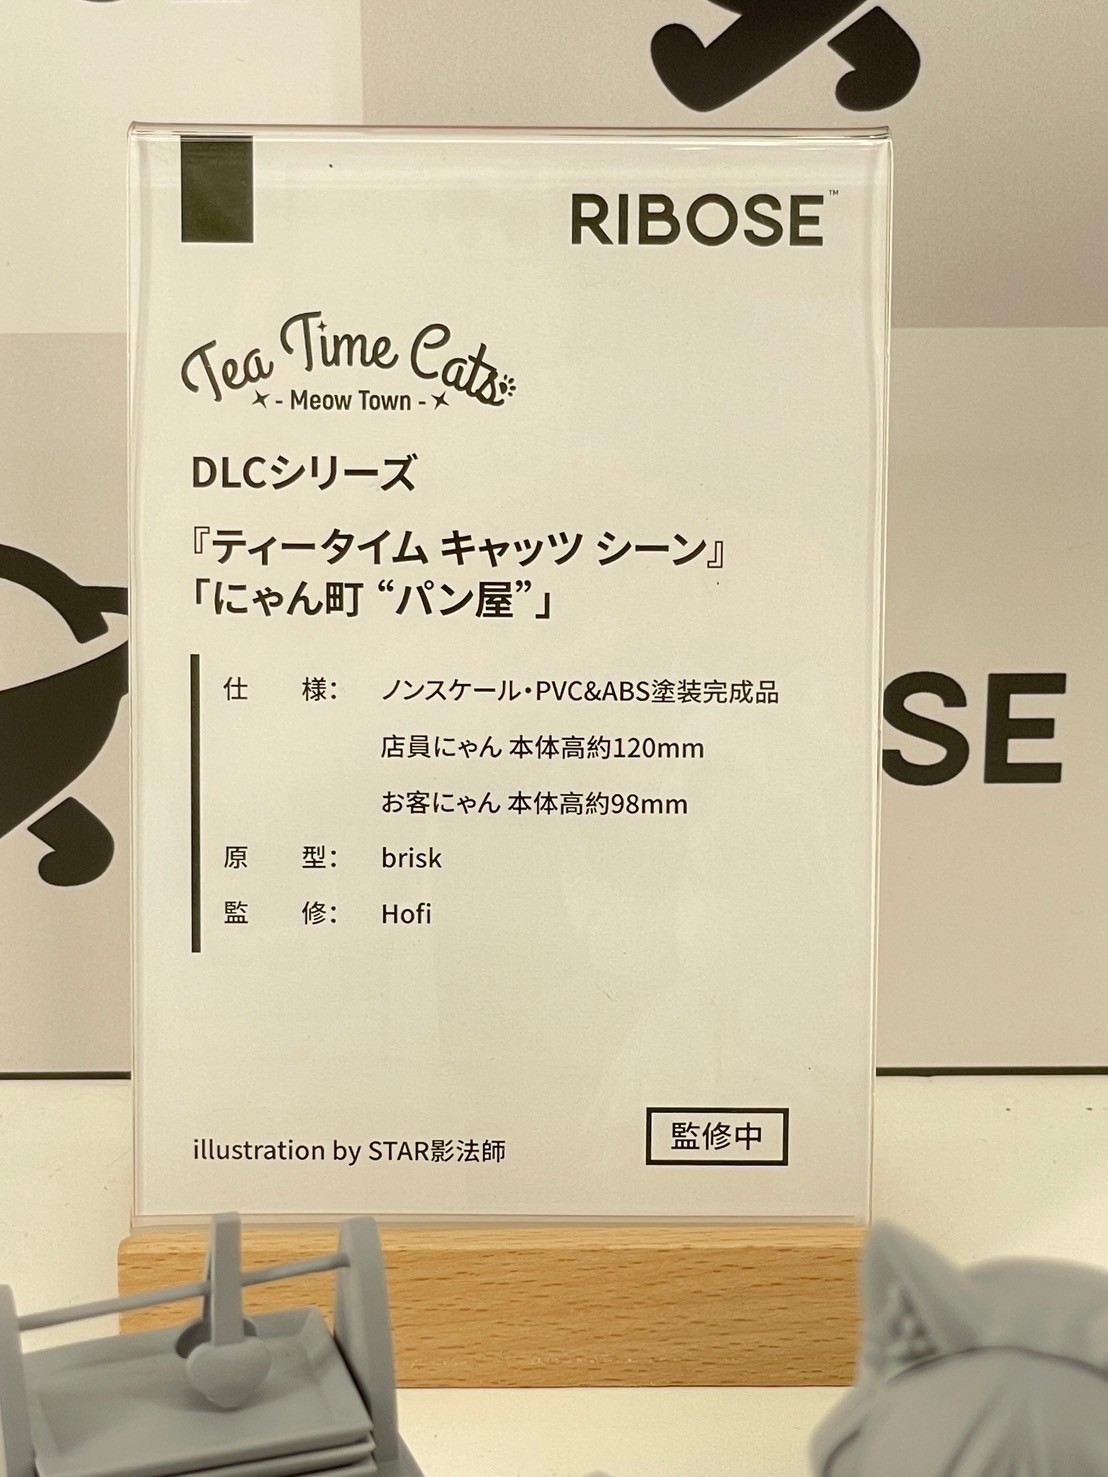 RIBOSE™
Tea Time Cats
- Meow Town -
DLCシリーズ
『ティータイム キャッツ シーン』
「にゃん町 “パン屋”」
仕様： ノンスケール・PVC&ABS塗装完成品
店員にゃん 本体高約120mm
お客にゃん 本体高約98mm
原型： brisk
監修： Hofi
illustration by STAR影法師
監修中
SE